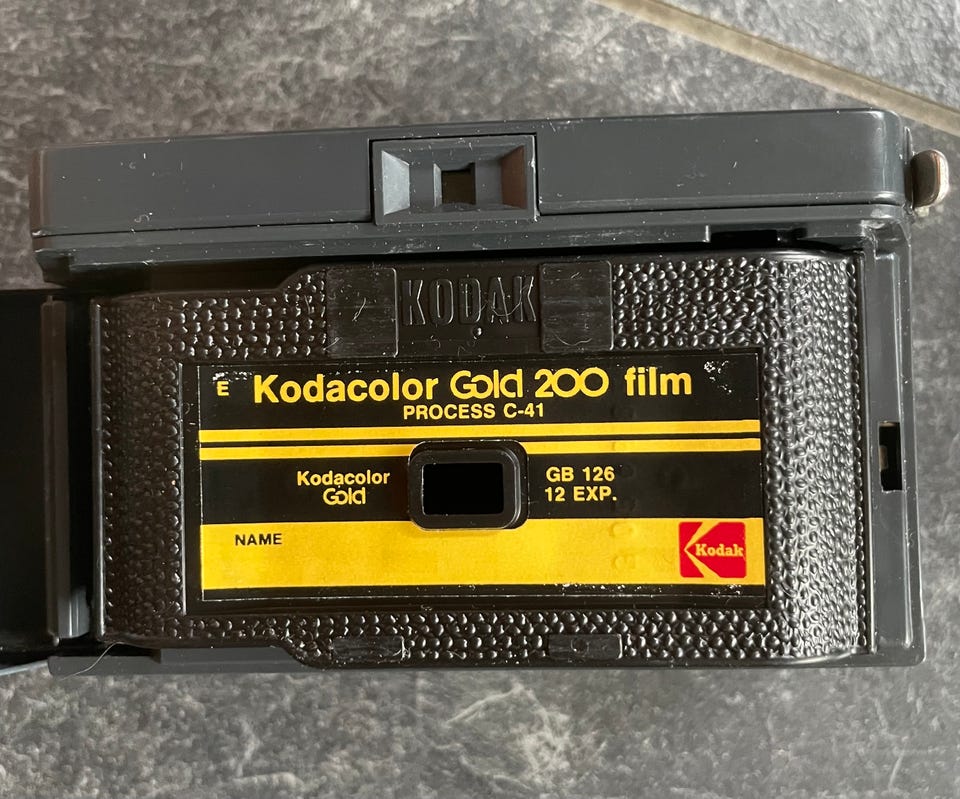 KODAK
E Kodacolor Gold 200 film
PROCESS C-41
Kodacolor
Gold
GB 126
12 EXP.
NAME
Kodak